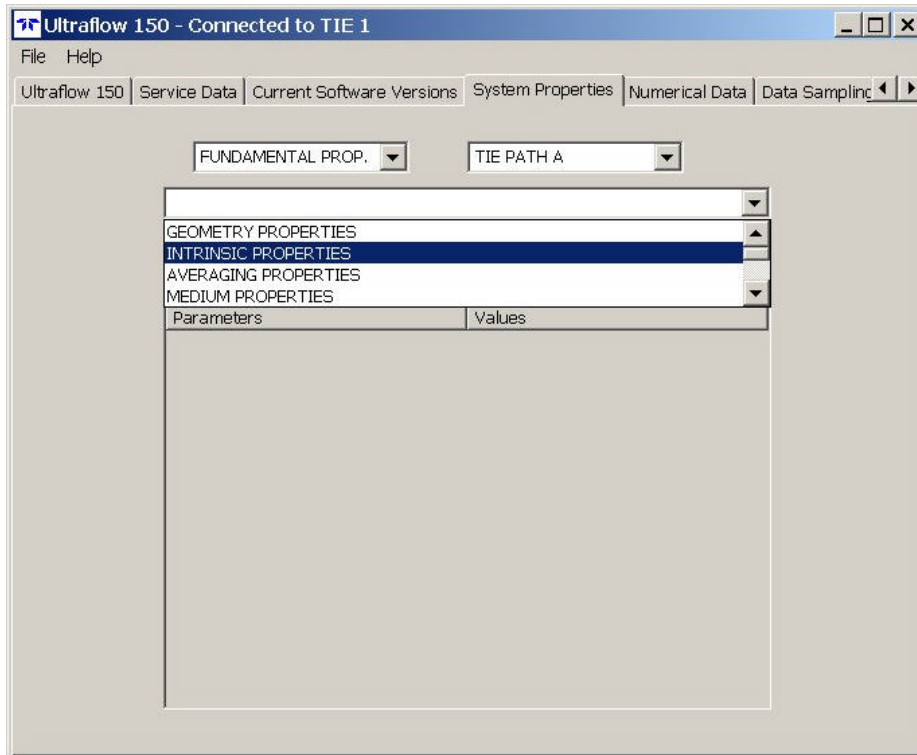 Ultraflow 150 - Connected to TIE 1
File Help
Ultraflow 150 Service Data Current Software Versions System Properties Numerical Data Data Sampling
FUNDAMENTAL PROP. TIE PATH A
GEOMETRY PROPERTIES
INTRINSIC PROPERTIES
AVERAGING PROPERTIES
MEDIUM PROPERTIES
Parameters Values